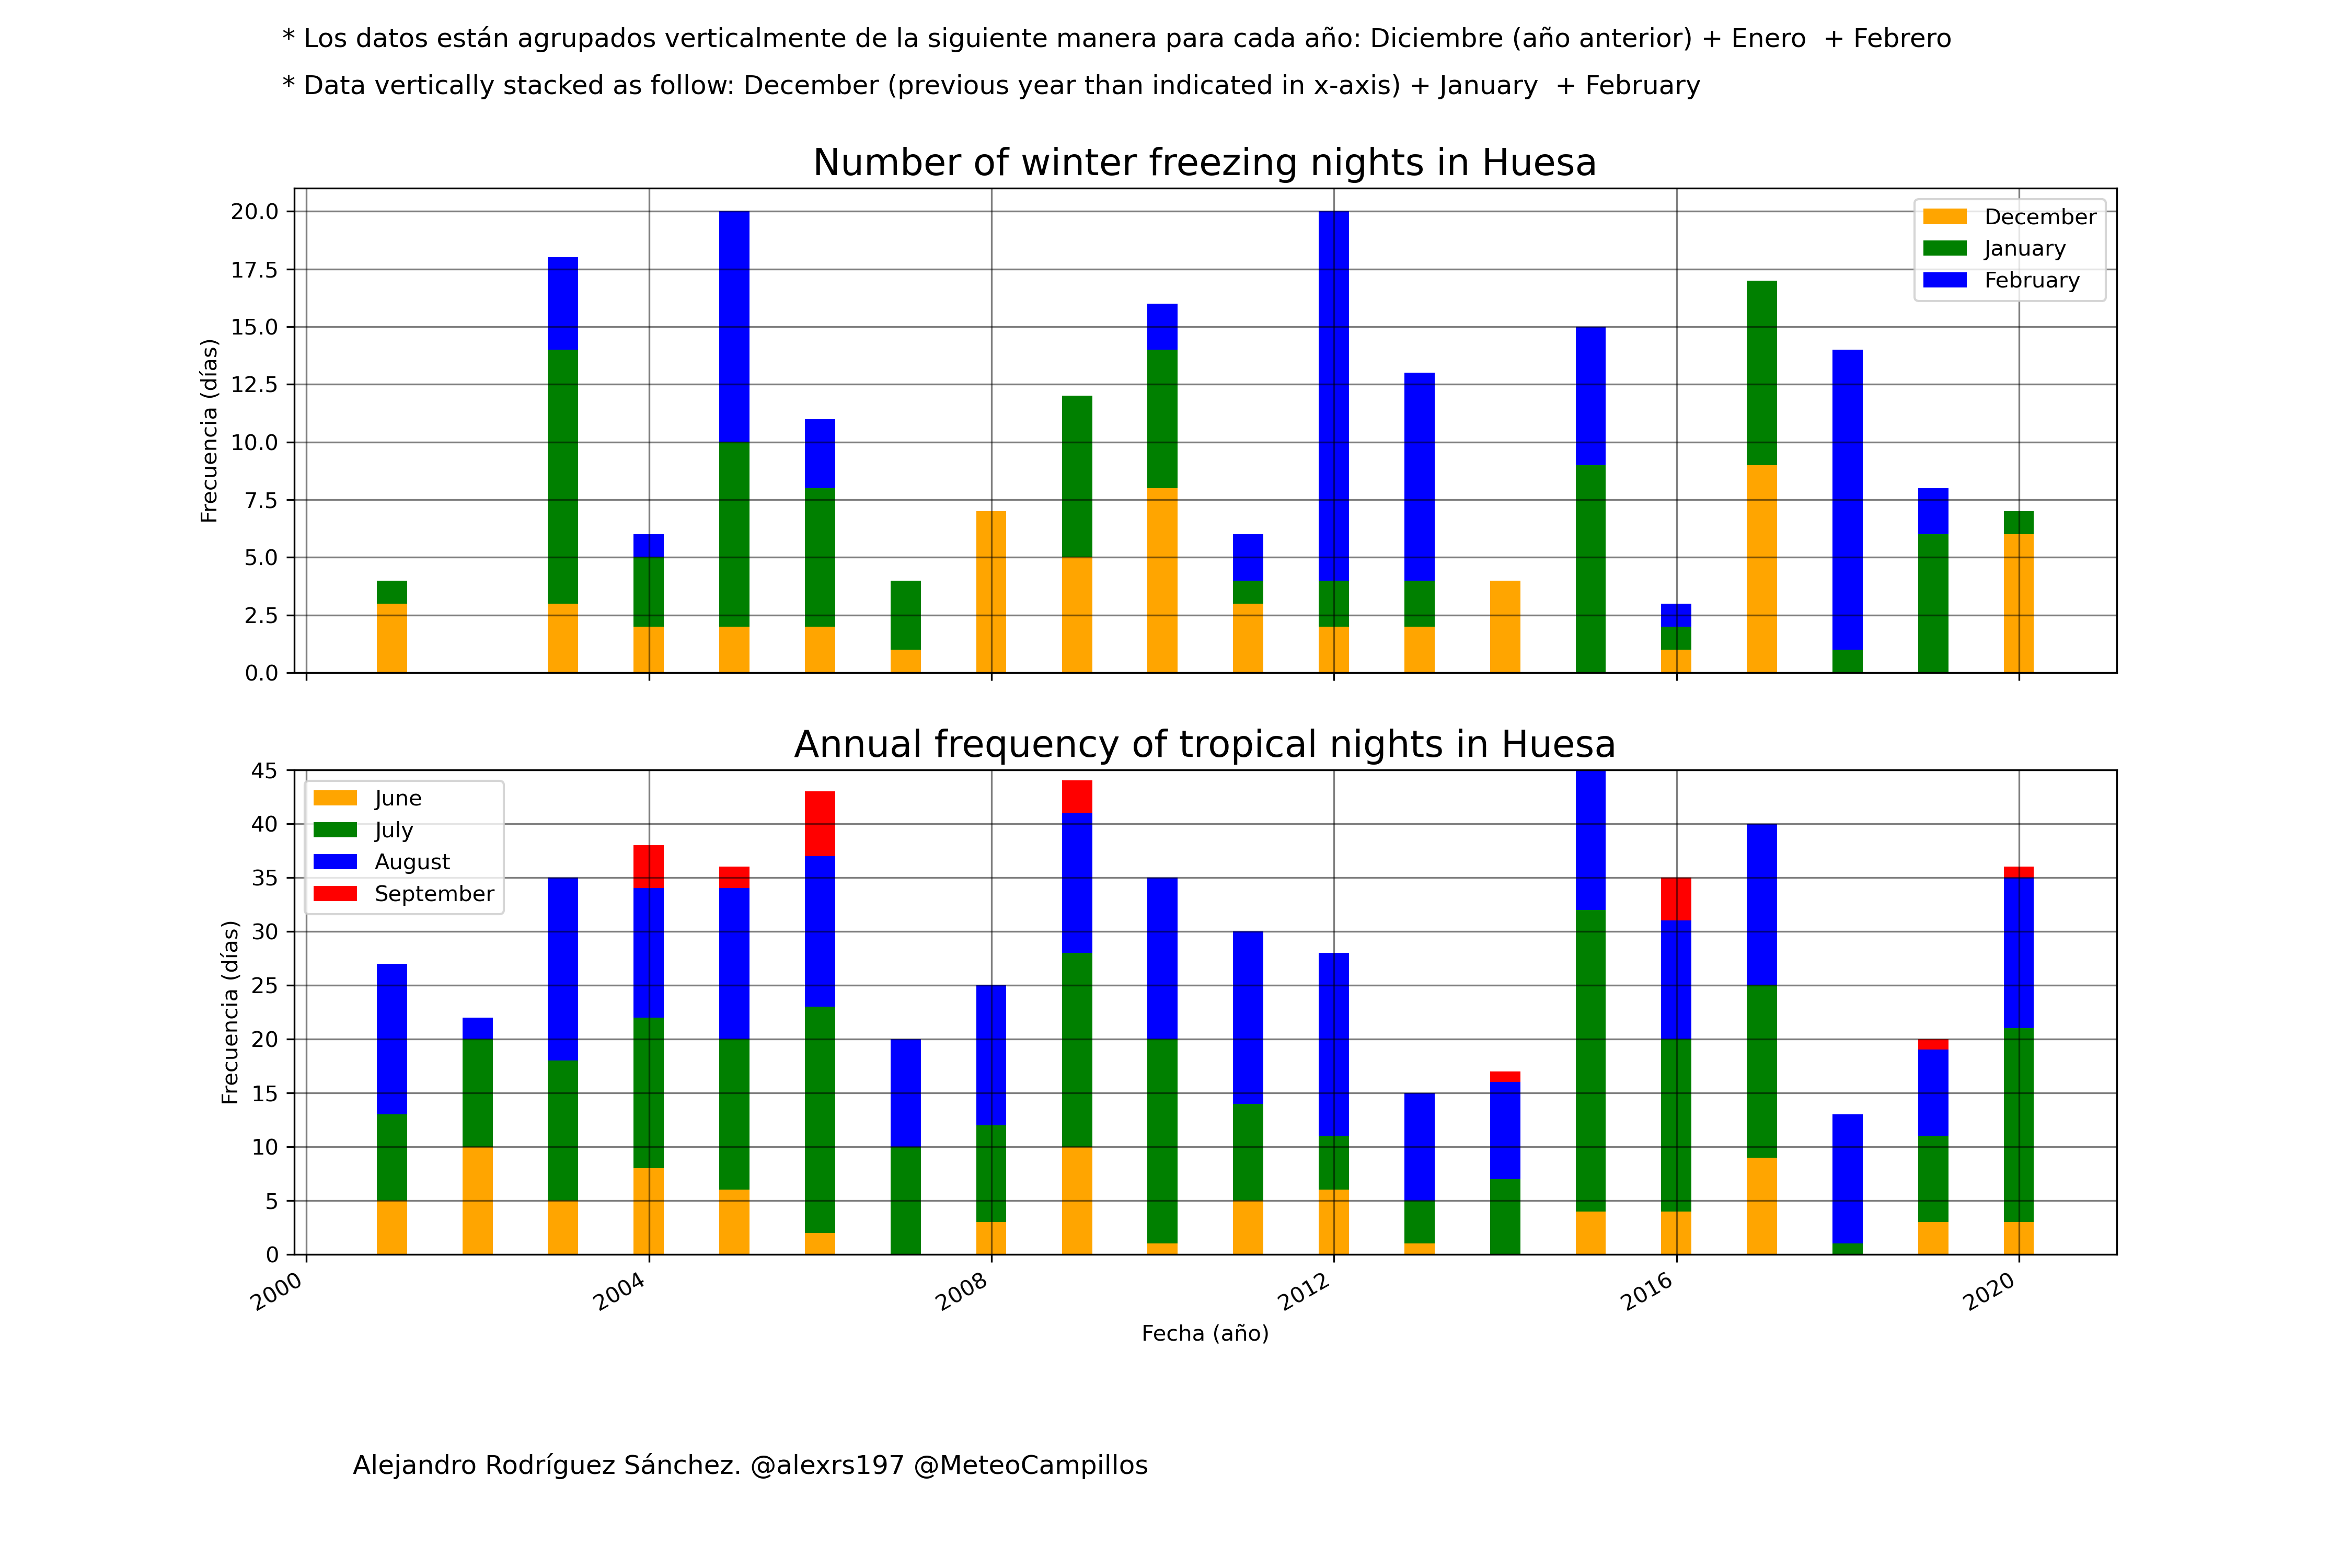 * Los datos están agrupados verticalmente de la siguiente manera para cada año: Diciembre (año anterior) + Enero  + Febrero
* Data vertically stacked as follow: December (previous year than indicated in x-axis) + January  + February
Number of winter freezing nights in Huesa
20.0
17.5
15.0
12.5
10.0
7.5
5.0
2.5
0.0
Frecuencia (días)
December
January
February
Annual frequency of tropical nights in Huesa
45
40
35
30
25
20
15
10
5
0
Frecuencia (días)
June
July
August
September
2000
2004
2008
2012
2016
2020
Fecha (año)
Alejandro Rodríguez Sánchez. @alexrs197 @MeteoCampillos